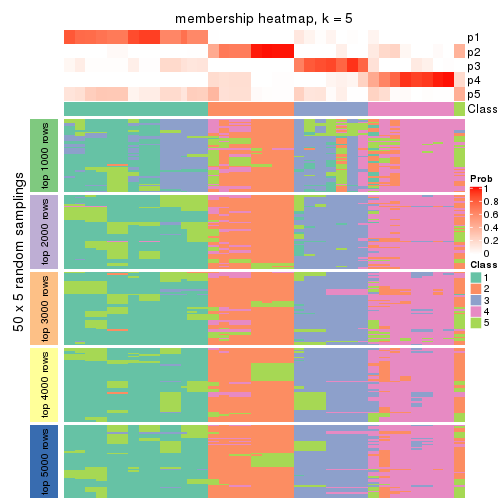 membership heatmap, k = 5
p1
p2
p3
p4
p5
Class
50 x 5 random samplings
top 1000 rows
top 2000 rows
top 3000 rows
top 4000 rows
top 5000 rows
Prob
1
0.8
0.6
0.4
0.2
0
Class
1
2
3
4
5